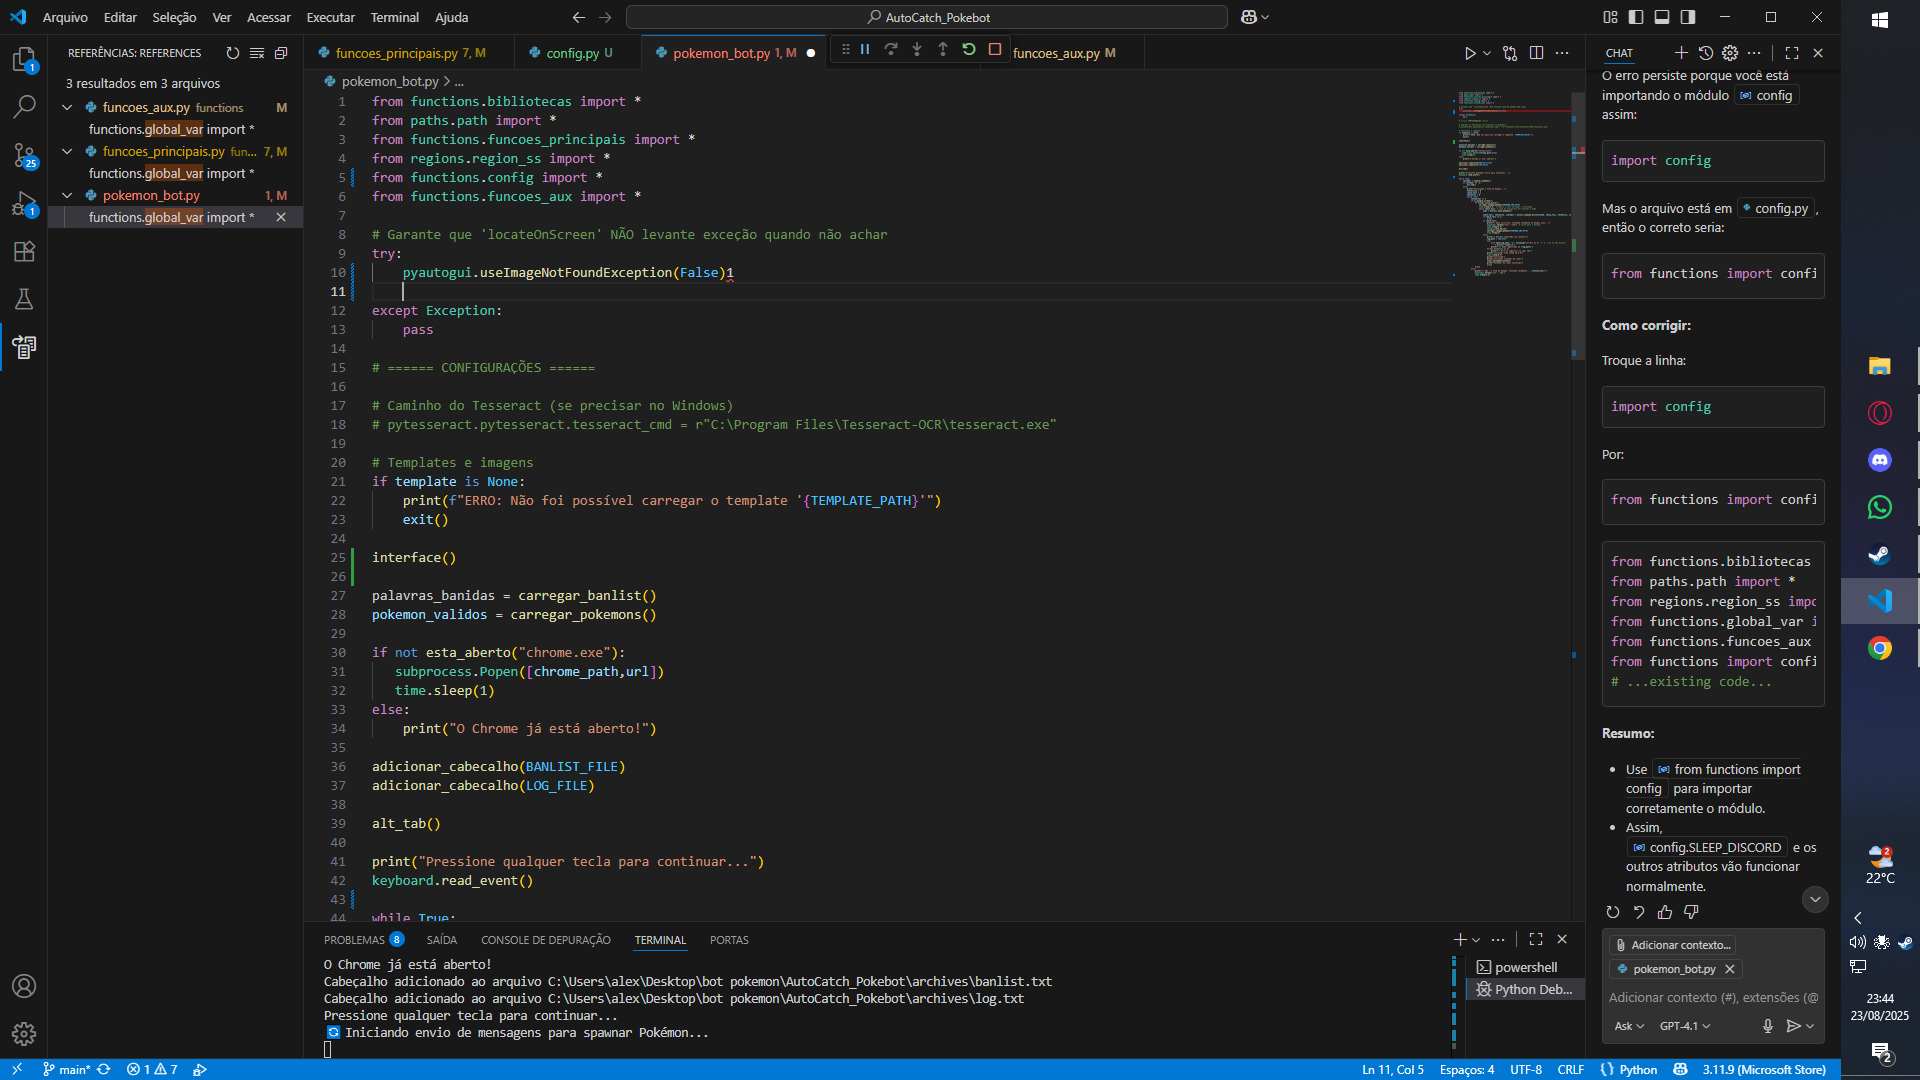 Arquivo Editar Seleção Ver Acessar Executar Terminal Ajuda
AutoCatch_Pokebot
REFERÊNCIAS: REFERENCES
3 resultados em 3 arquivos
funcoes_aux.py functions M
functions.global_var import *
funcoes_principais.py fun... 7, M
functions.global_var import *
pokemon_bot.py 1, M
functions.global_var import *
1
25
1
funcoes_principais.py 7, M
config.py U
pokemon_bot.py 1, M
funcoes_aux.py M
pokemon_bot.py > ...
1 from functions.bibliotecas import *
2 from paths.path import *
3 from functions.funcoes_principais import *
4 from regions.region_ss import *
5 from functions.config import *
6 from functions.funcoes_aux import *
7
8 # Garante que 'locateOnScreen' NÃO levante exceção quando não achar
9 try:
10 pyautogui.useImageNotFoundException(False)1
11
12 except Exception:
13 pass
14
15 # ====== CONFIGURAÇÕES ======
16
17 # Caminho do Tesseract (se precisar no Windows)
18 # pytesseract.pytesseract.tesseract_cmd = r"C:\Program Files\Tesseract-OCR\tesseract.exe"
19
20 # Templates e imagens
21 if template is None:
22 print(f"ERRO: Não foi possível carregar o template '{TEMPLATE_PATH}'")
23 exit()
24
25 interface()
26
27 palavras_banidas = carregar_banlist()
28 pokemon_validos = carregar_pokemons()
29
30 if not esta_aberto("chrome.exe"):
31 subprocess.Popen([chrome_path,url])
32 time.sleep(1)
33 else:
34 print("O Chrome já está aberto!")
35
36 adicionar_cabecalho(BANLIST_FILE)
37 adicionar_cabecalho(LOG_FILE)
38
39 alt_tab()
40
41 print("Pressione qualquer tecla para continuar...")
42 keyboard.read_event()
43
44 while True:
PROBLEMAS 8 SAÍDA CONSOLE DE DEPURAÇÃO TERMINAL PORTAS
O Chrome já está aberto!
Cabeçalho adicionado ao arquivo C:\Users\alex\Desktop\bot pokemon\AutoCatch_Pokebot\archives\banlist.txt
Cabeçalho adicionado ao arquivo C:\Users\alex\Desktop\bot pokemon\AutoCatch_Pokebot\archives\log.txt
Pressione qualquer tecla para continuar...
Iniciando envio de mensagens para spawnar Pokémon...
powershell
Python Deb...
CHAT
O erro persiste porque você está
importando o módulo config
assim:
import config
Mas o arquivo está em config.py,
então o correto seria:
from functions import confi
Como corrigir:
Troque a linha:
import config
Por:
from functions import confi
from functions.bibliotecas
from paths.path import *
from regions.region_ss impo
from functions.global_var i
from functions.funcoes_aux
from functions import confi
# ...existing code...
Resumo:
• Use from functions import
config para importar
corretamente o módulo.
• Assim,
config.SLEEP_DISCORD e os
outros atributos vão funcionar
normalmente.
Adicionar contexto...
pokemon_bot.py
Adicionar contexto (#), extensões (@
Ask GPT-4.1
main* 1 7
Ln 11, Col 5 Espaços: 4 UTF-8 CRLF {} Python 3.11.9 (Microsoft Store)
2
22°C
23:44
23/08/2025
2